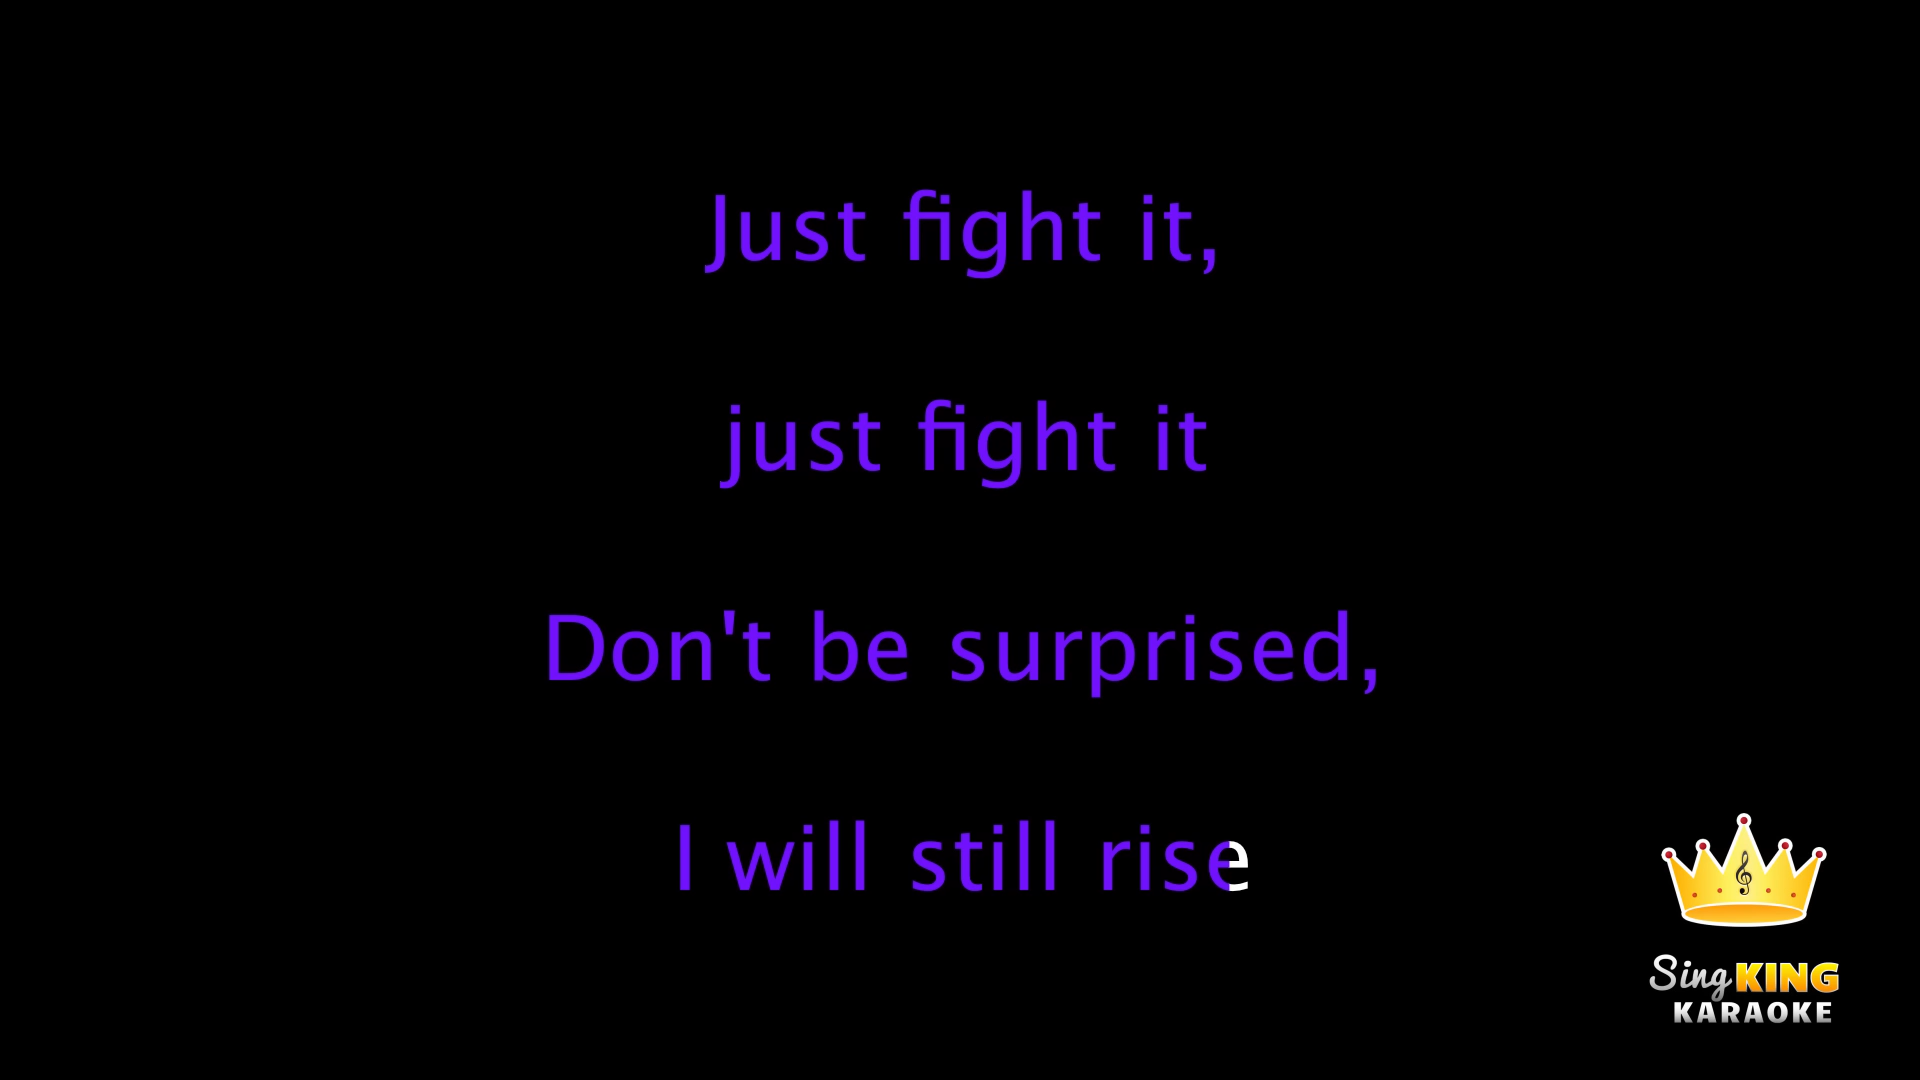 Just fight it,
just fight it
Don't be surprised,
I will still rise
Sing KING
KARAOKE